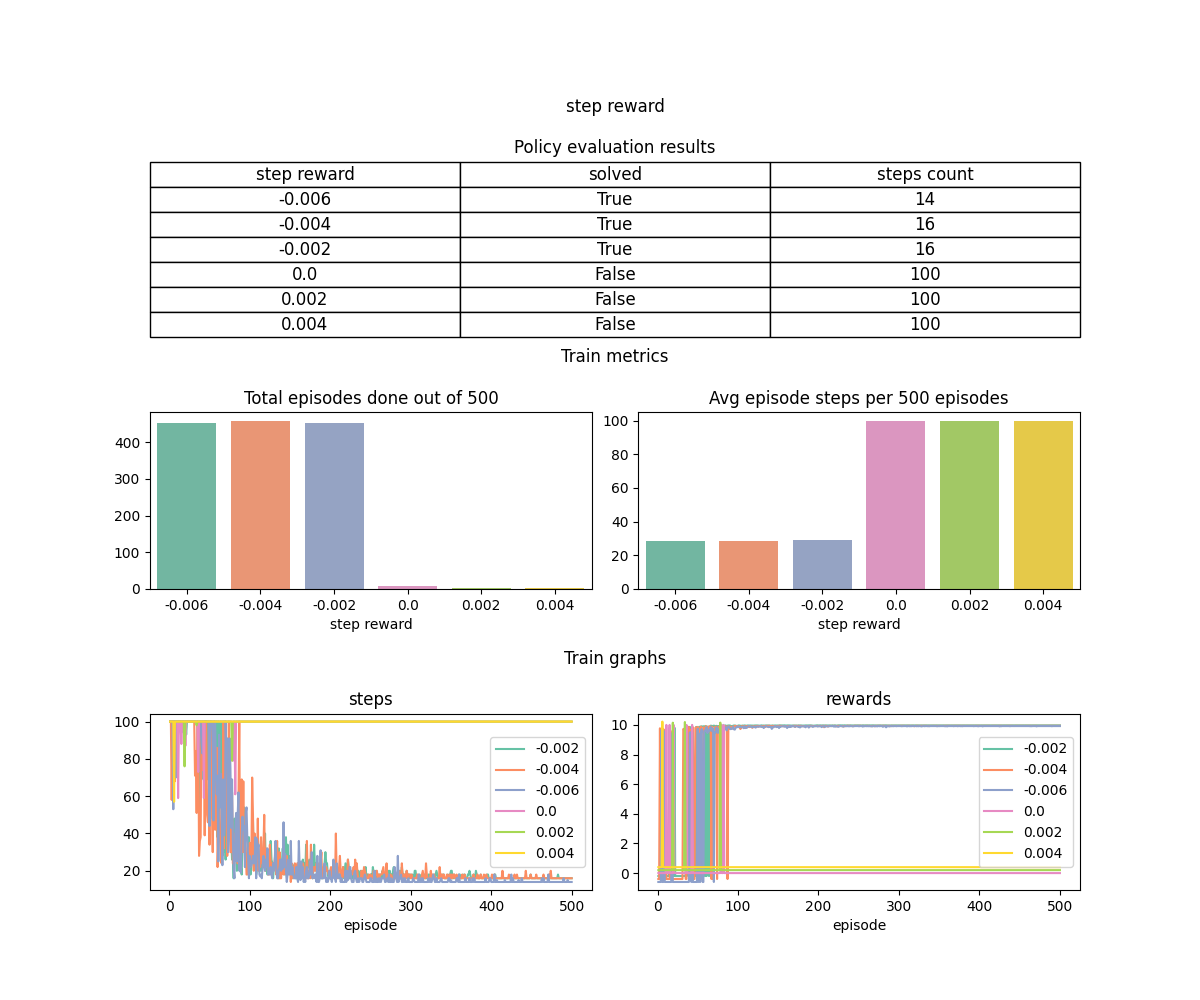 step reward
Policy evaluation results
step reward solved steps count
-0.006 True 14
-0.004 True 16
-0.002 True 16
0.0 False 100
0.002 False 100
0.004 False 100
Train metrics
Total episodes done out of 500
400
300
200
100
0
-0.006 -0.004 -0.002 0.0 0.002 0.004
step reward
Avg episode steps per 500 episodes
100
80
60
40
20
0
-0.006 -0.004 -0.002 0.0 0.002 0.004
step reward
Train graphs
steps
100
80
60
40
20
-0.002
-0.004
-0.006
0.0
0.002
0.004
0 100 200 300 400 500
episode
rewards
10
8
6
4
2
0
-0.002
-0.004
-0.006
0.0
0.002
0.004
0 100 200 300 400 500
episode